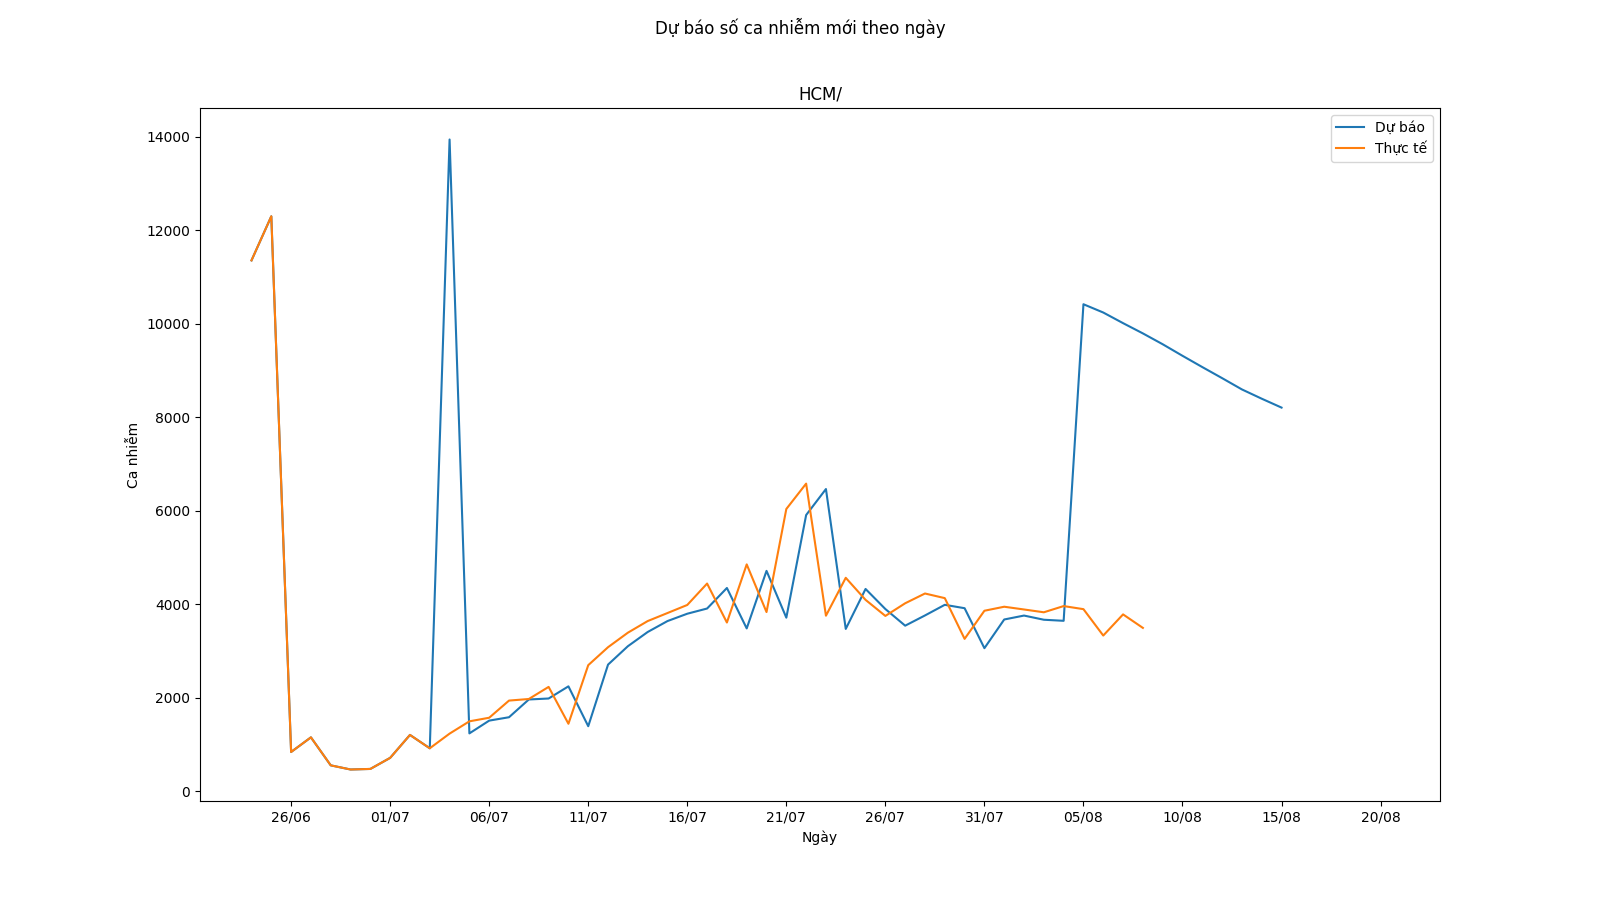 Dự báo số ca nhiễm mới theo ngày
HCM/
Dự báo
Thực tế
14000
12000
10000
8000
6000
4000
2000
0
Ca nhiễm
26/06 01/07 06/07 11/07 16/07 21/07 26/07 31/07 05/08 10/08 15/08 20/08
Ngày